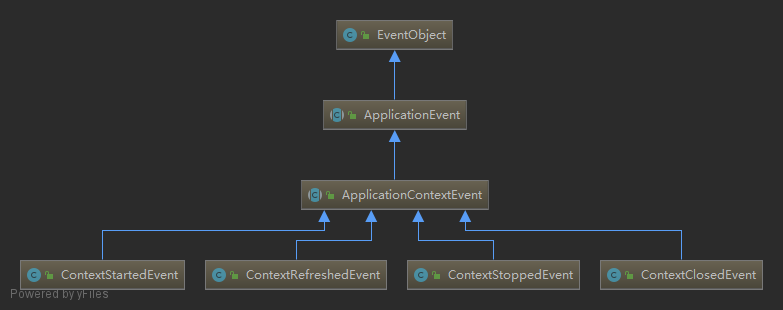 EventObject
ApplicationEvent
ApplicationContextEvent
ContextStartedEvent
ContextRefreshedEvent
ContextStoppedEvent
ContextClosedEvent
Powered by yFiles